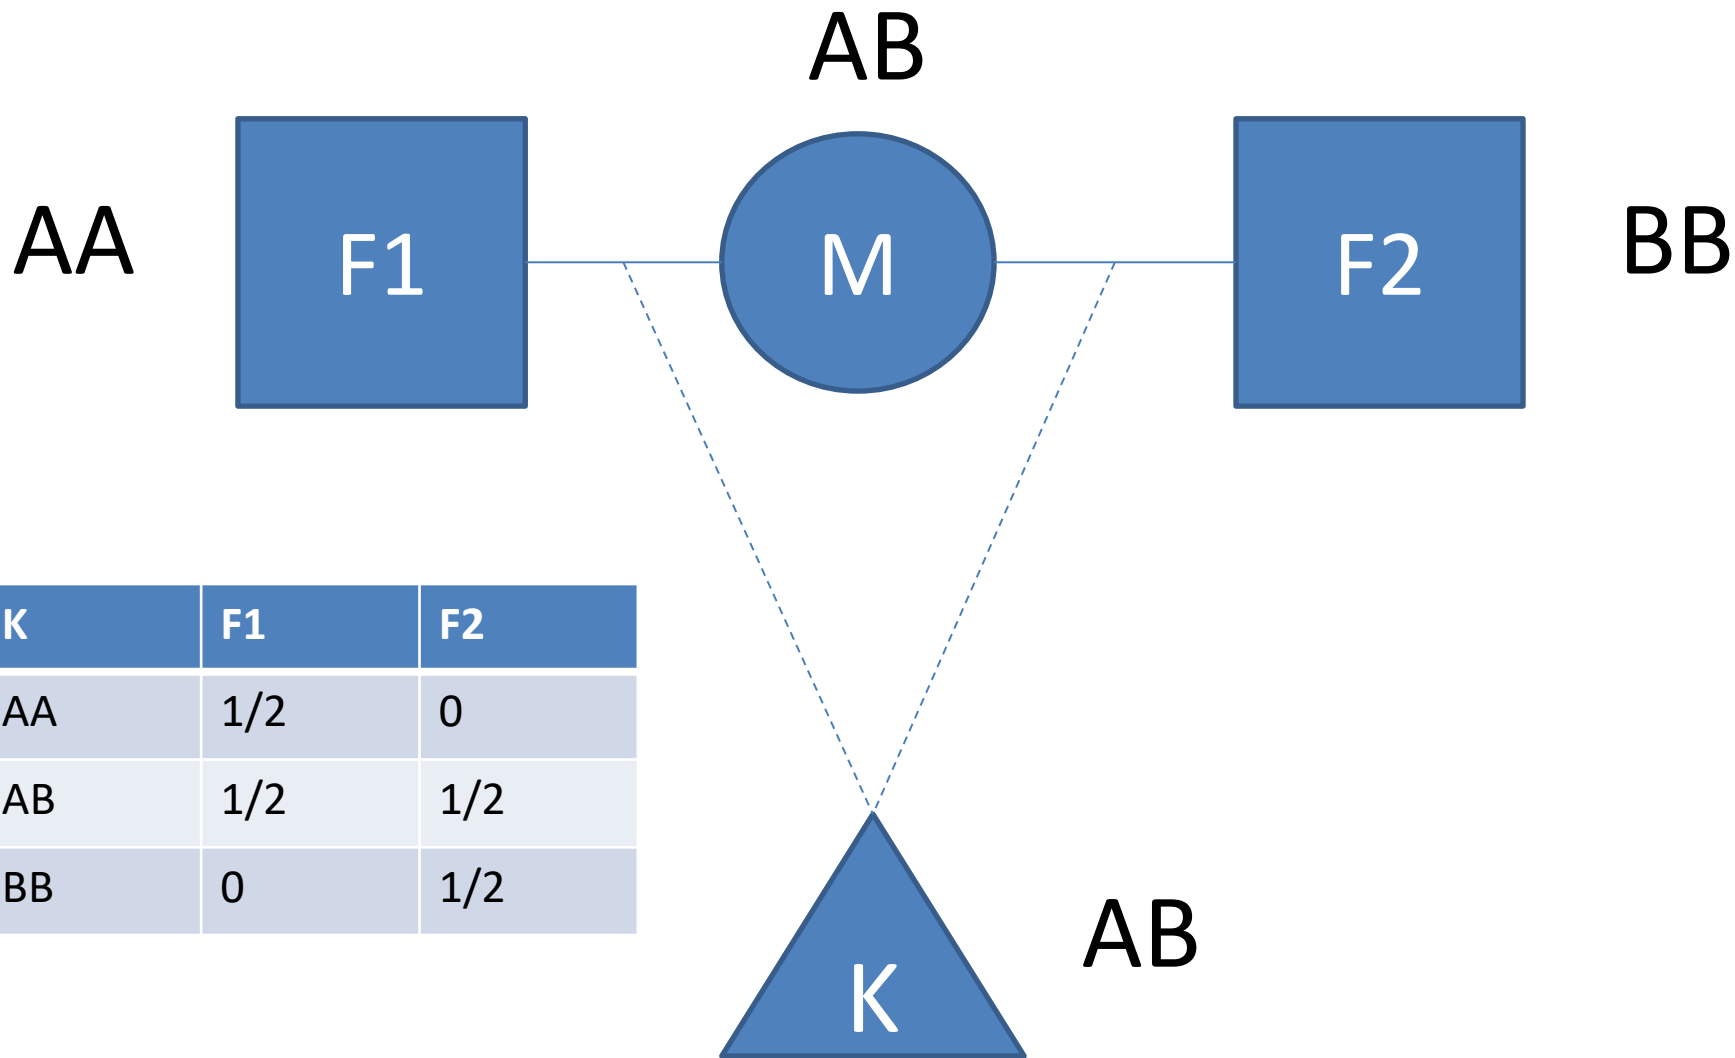 AB
AA
F1
M
F2
BB
K F1 F2
AA 1/2 0
AB 1/2 1/2
BB 0 1/2
AB
K